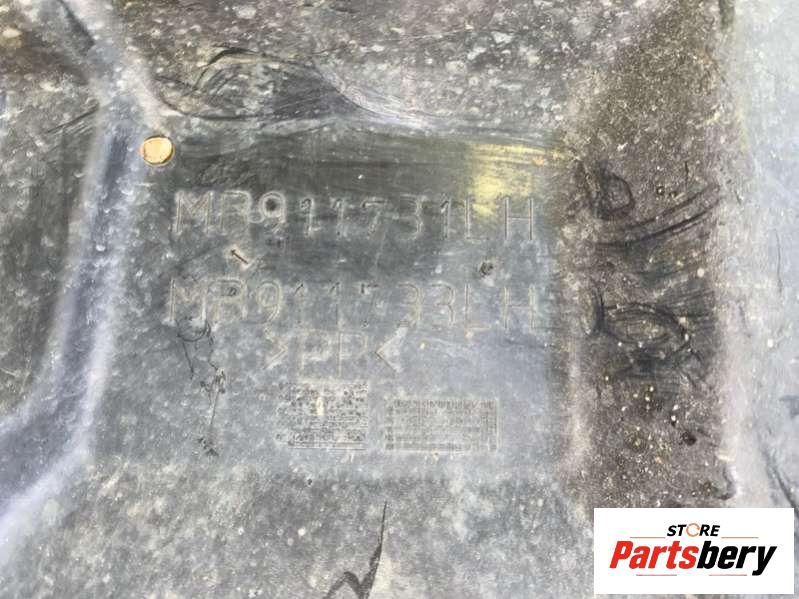 MR911731LH
MR911733LH
>PP<
STORE
Partsbery